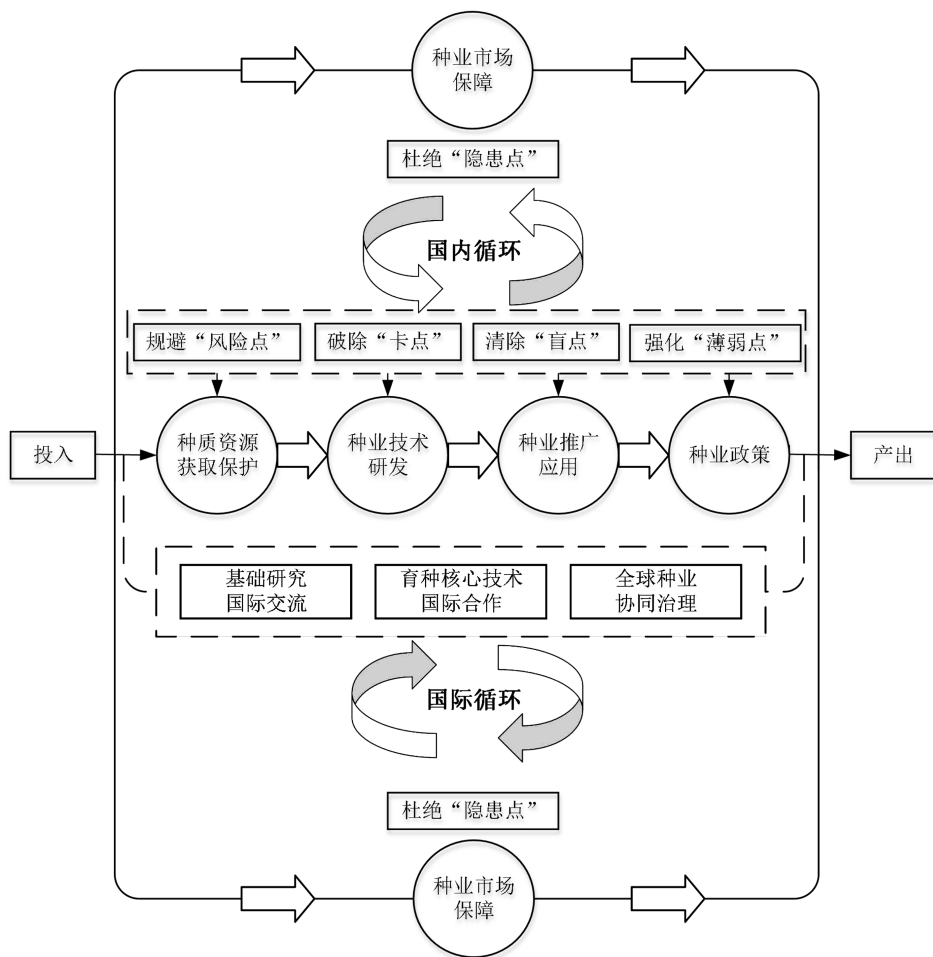 种业市场
保障
杜绝“隐患点”
国内循环
规避“风险点”
破除“卡点”
清除“盲点”
强化“薄弱点”
投入
种质资源
获取保护
种业技术
研发
种业推广
应用
种业政策
产出
基础研究
国际交流
育种核心技术
国际合作
全球种业
协同治理
国际循环
杜绝“隐患点”
种业市场
保障